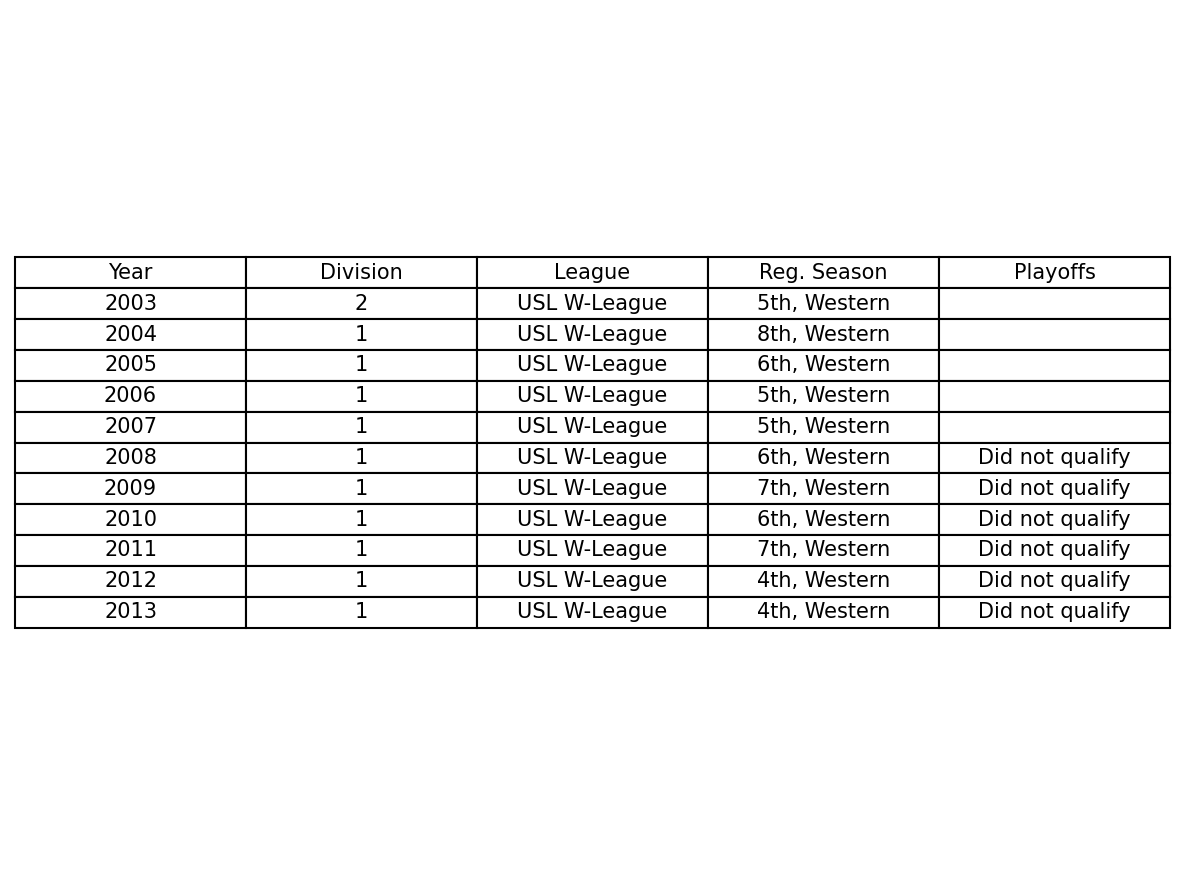 Year Division League Reg. Season Playoffs
2003 2 USL W-League 5th, Western
2004 1 USL W-League 8th, Western
2005 1 USL W-League 6th, Western
2006 1 USL W-League 5th, Western
2007 1 USL W-League 5th, Western
2008 1 USL W-League 6th, Western Did not qualify
2009 1 USL W-League 7th, Western Did not qualify
2010 1 USL W-League 6th, Western Did not qualify
2011 1 USL W-League 7th, Western Did not qualify
2012 1 USL W-League 4th, Western Did not qualify
2013 1 USL W-League 4th, Western Did not qualify